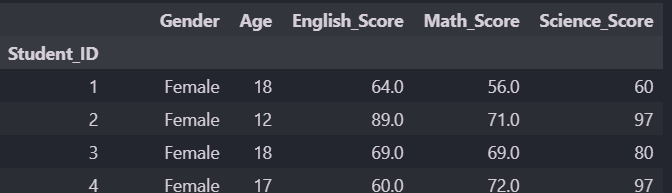 Gender Age English_Score Math_Score Science_Score
Student_ID
1 Female 18 64.0 56.0 60
2 Female 12 89.0 71.0 97
3 Female 18 69.0 69.0 80
4 Female 17 60.0 72.0 97